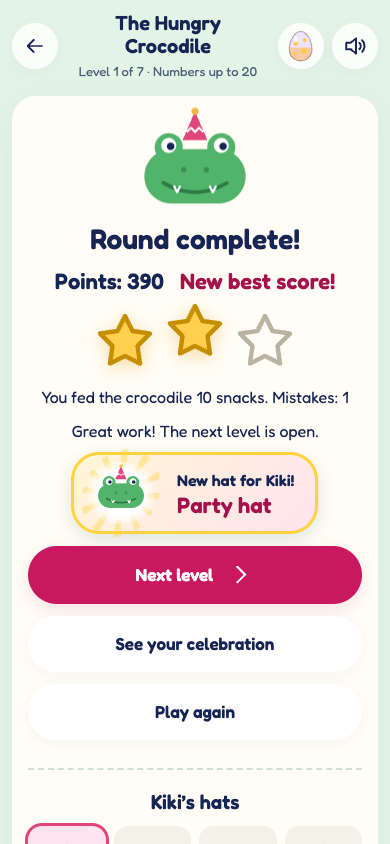 The Hungry
Crocodile
Level 1 of 7 · Numbers up to 20
Round complete!
Points: 390 New best score!
You fed the crocodile 10 snacks. Mistakes: 1
Great work! The next level is open.
New hat for Kiki!
Party hat
Next level
See your celebration
Play again
Kiki’s hats